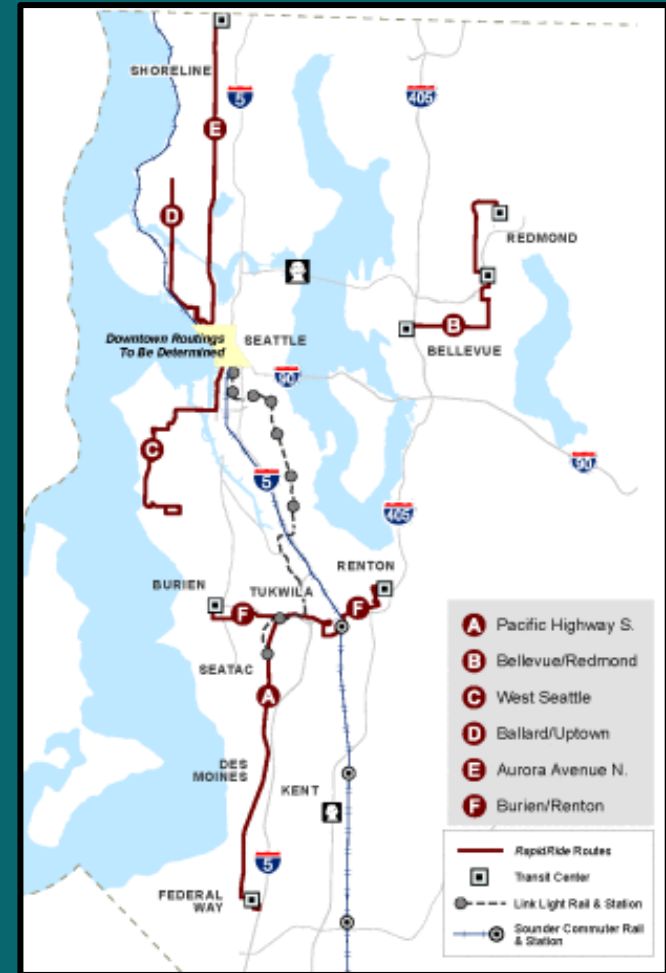 SHORELINE
E
5
405
D
REDMOND
Downtown Routings
To Be Determined
SEATTLE
B
BELLEVUE
90
C
5
90
405
BURIEN
TUKWILA
RENTON
F
F
SEATAC
A
DES
MOINES
KENT
5
FEDERAL
WAY
A Pacific Highway S.
B Bellevue/Redmond
C West Seattle
D Ballard/Uptown
E Aurora Avenue N.
F Burien/Renton
RapidRide Routes
Transit Center
Link Light Rail & Station
Sounder Commuter Rail
& Station